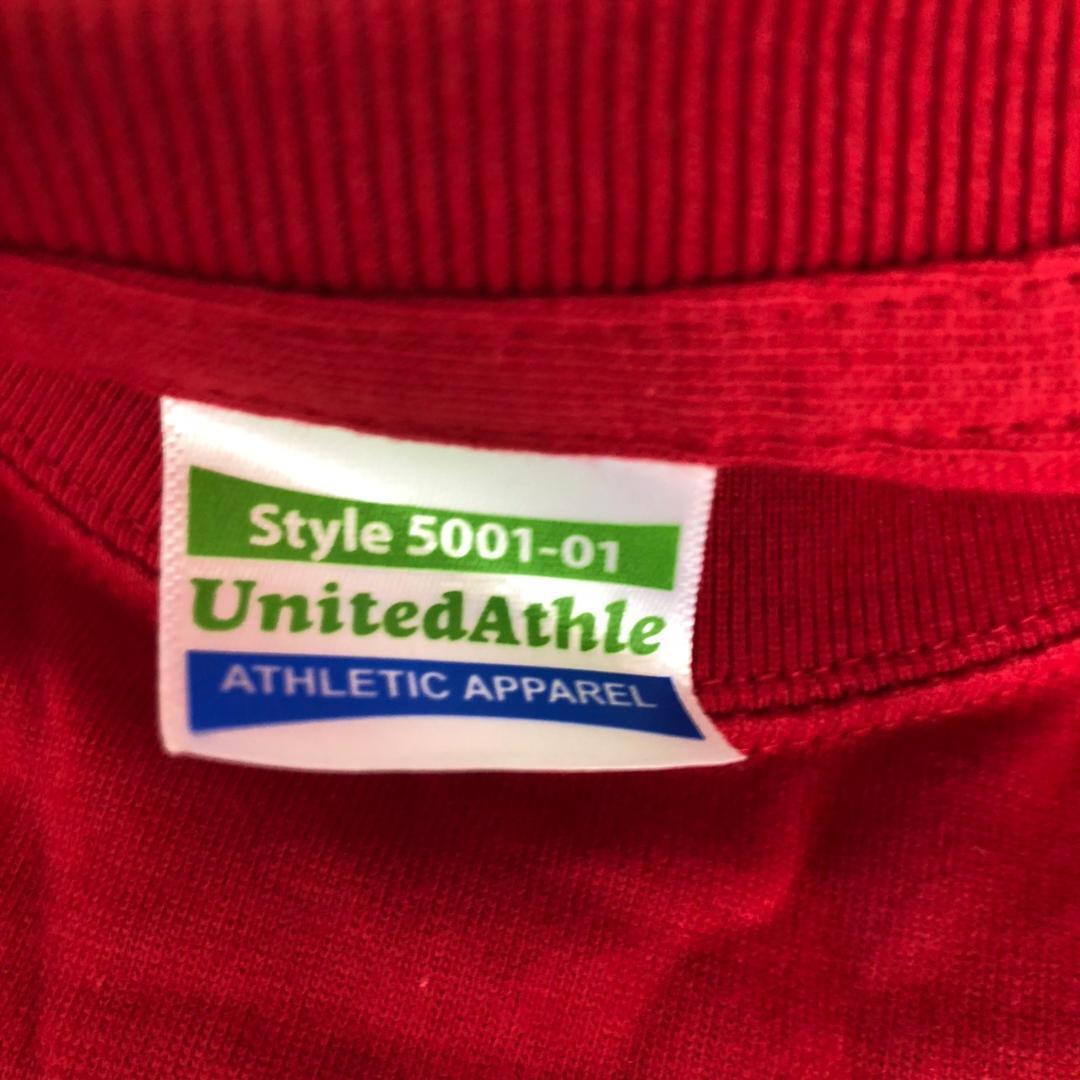 Style 5001-01
UnitedAthle
ATHLETIC APPAREL